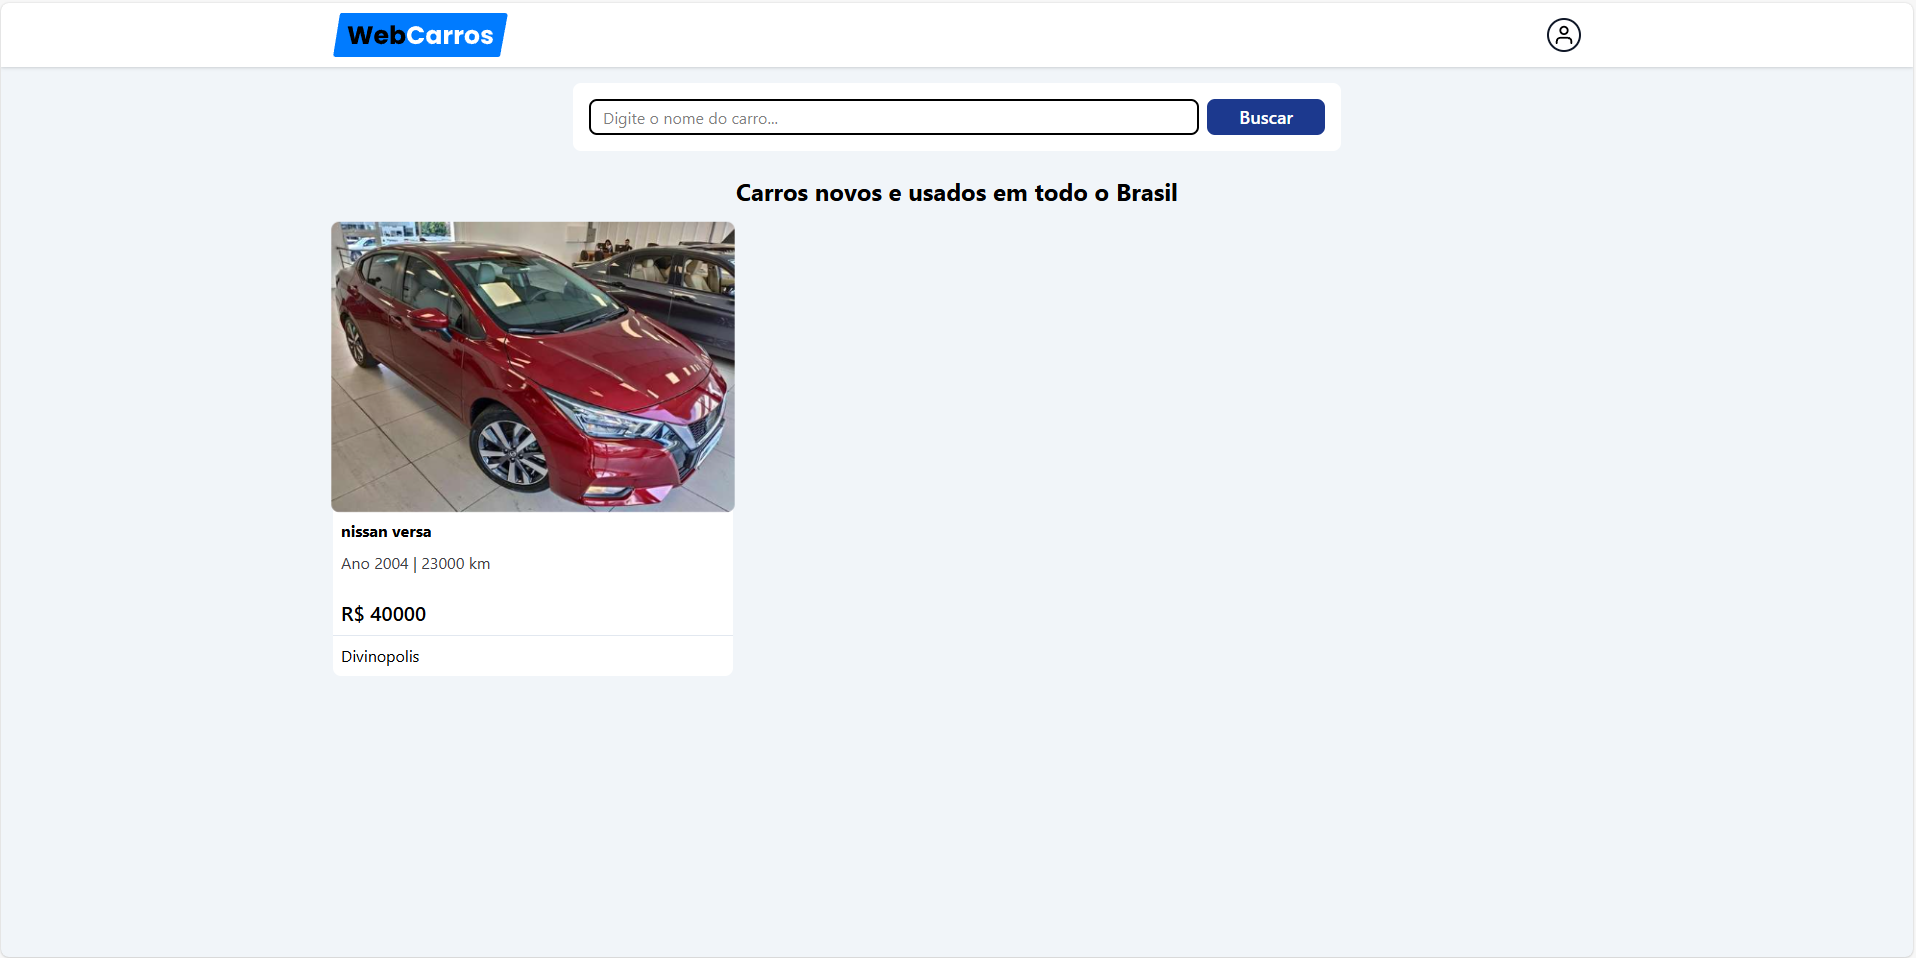 WebCarros
Digite o nome do carro...
Buscar
Carros novos e usados em todo o Brasil
nissan versa
Ano 2004 | 23000 km
R$ 40000
Divinopolis